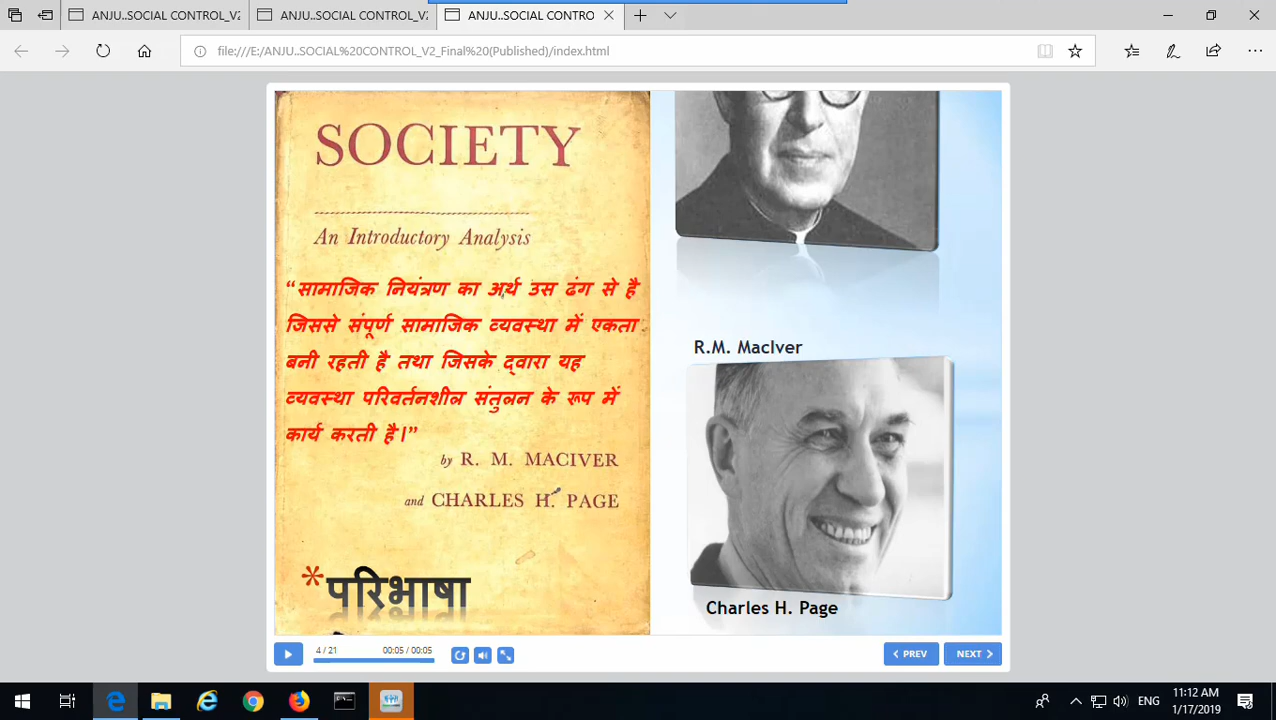 ANJU..SOCIAL CONTROL_V2
ANJU..SOCIAL CONTROL_V2
ANJU..SOCIAL CONTRO
file:///E:/ANJU..SOCIAL%20CONTROL_V2_Final%20(Published)/index.html
SOCIETY
An Introductory Analysis
“सामाजिक नियंत्रण का अर्थ उस ढंग से है
जिससे संपूर्ण सामाजिक व्यवस्था में एकता
बनी रहती है तथा जिसके द्वारा यह
व्यवस्था परिवर्तनशील संतुलन के रूप में
कार्य करती है।”
by R. M. MACIVER
and CHARLES H. PAGE
*परिभाषा
R.M. MacIver
Charles H. Page
4 / 21
00:05 / 00:05
PREV
NEXT
ENG
11:12 AM
1/17/2019